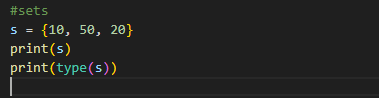 #sets
s = {10, 50, 20}
print(s)
print(type(s))